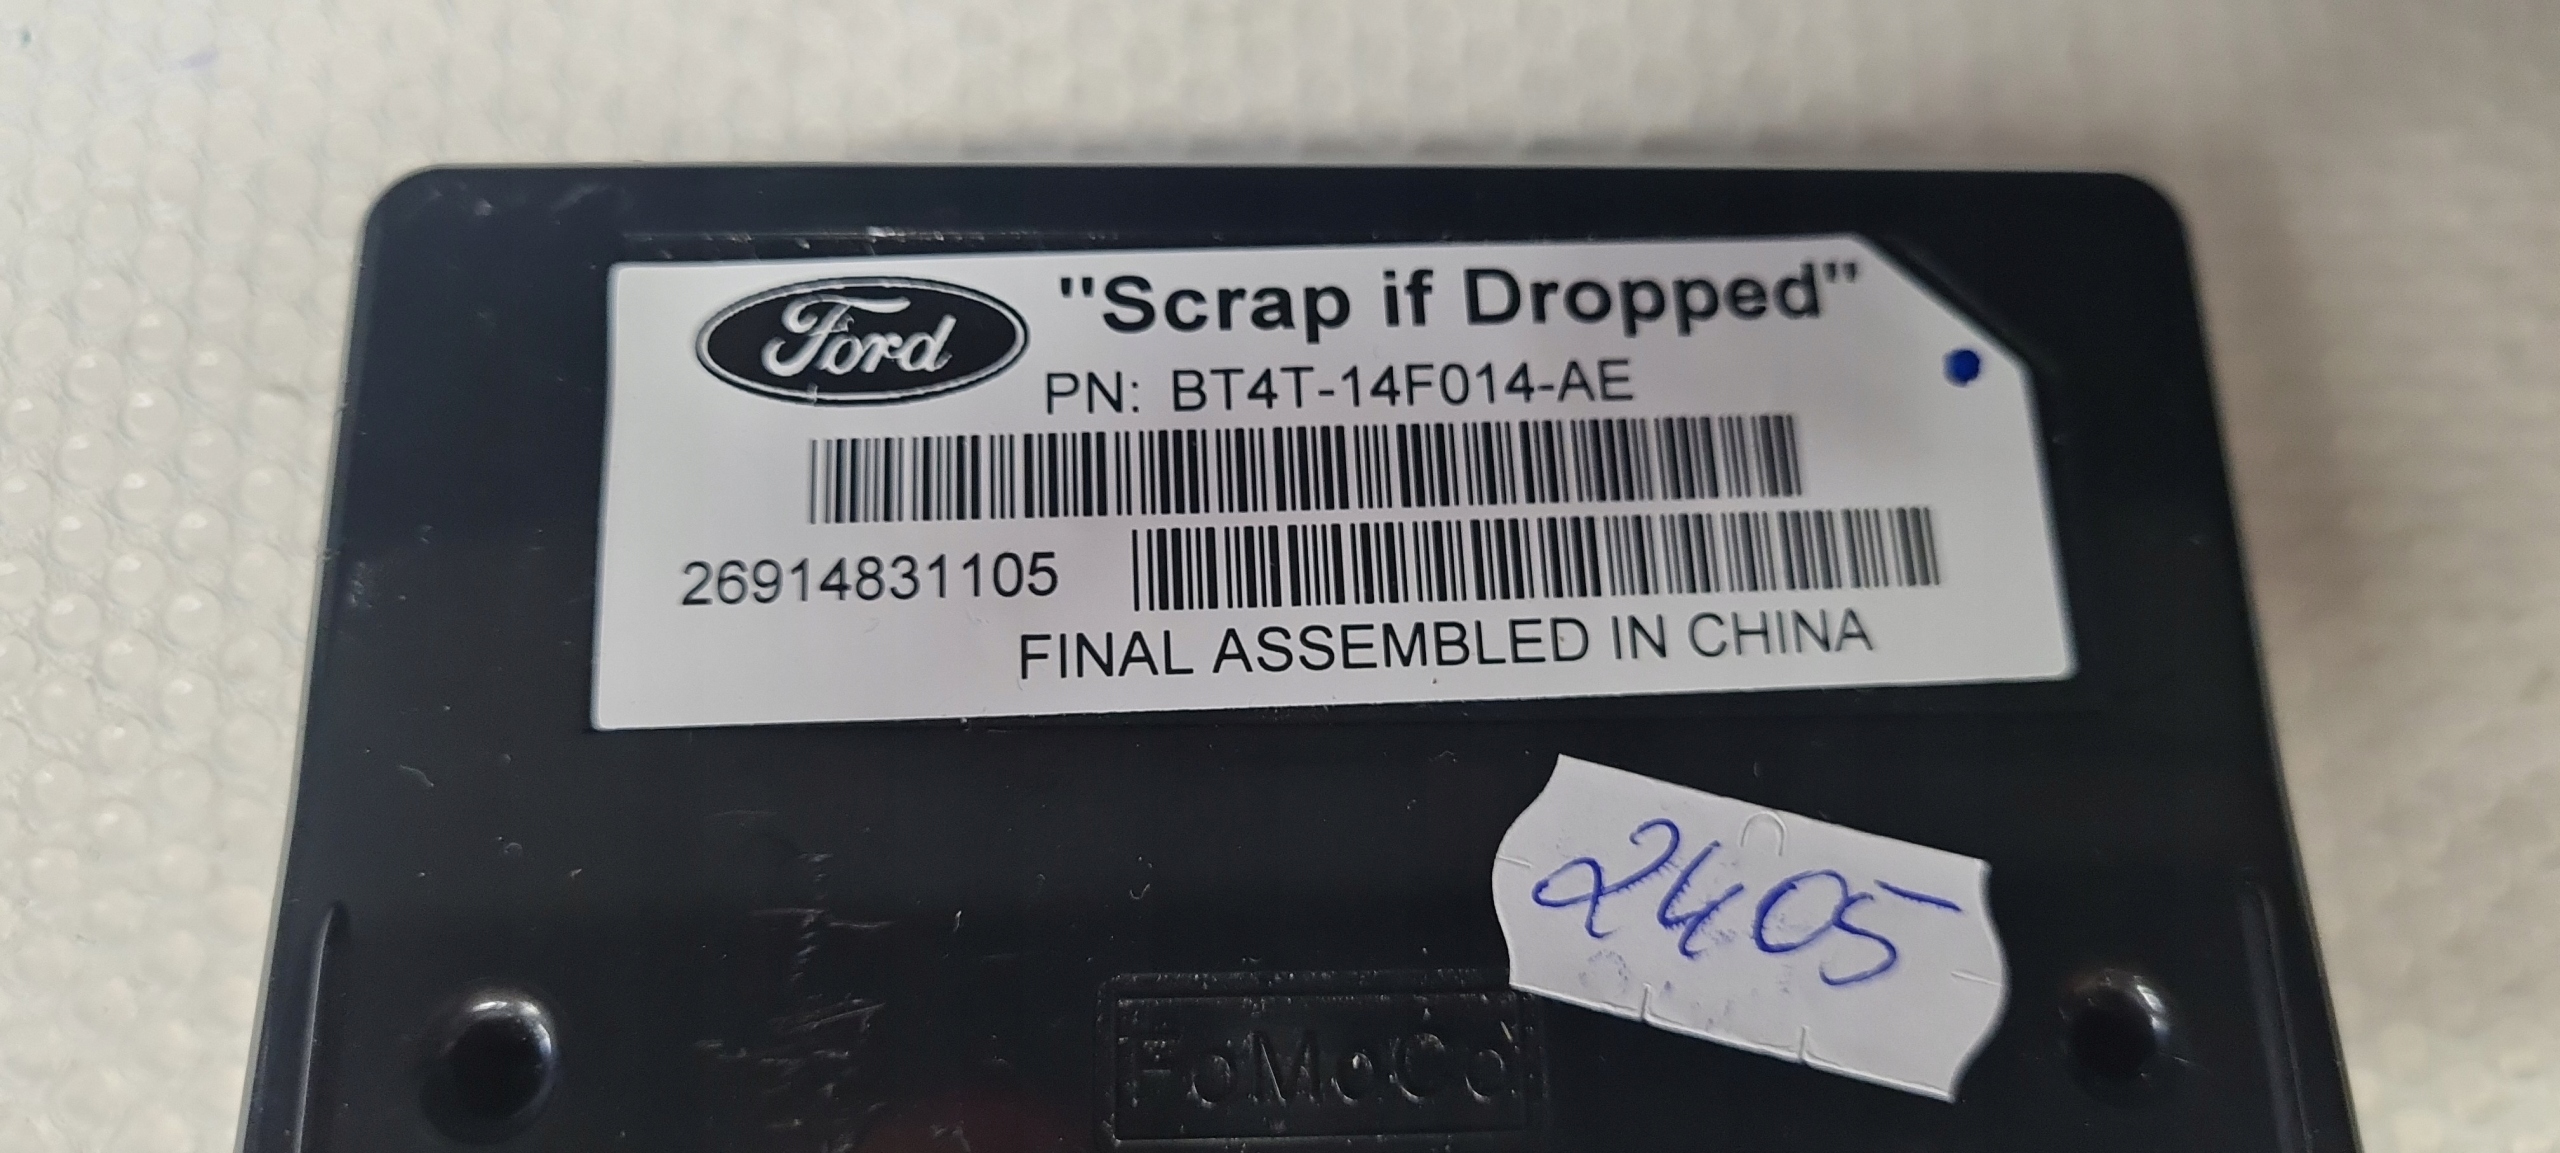 Ford
"Scrap if Dropped"
PN: BT4T-14F014-AE
26914831105
FINAL ASSEMBLED IN CHINA
2405
FoMoCo